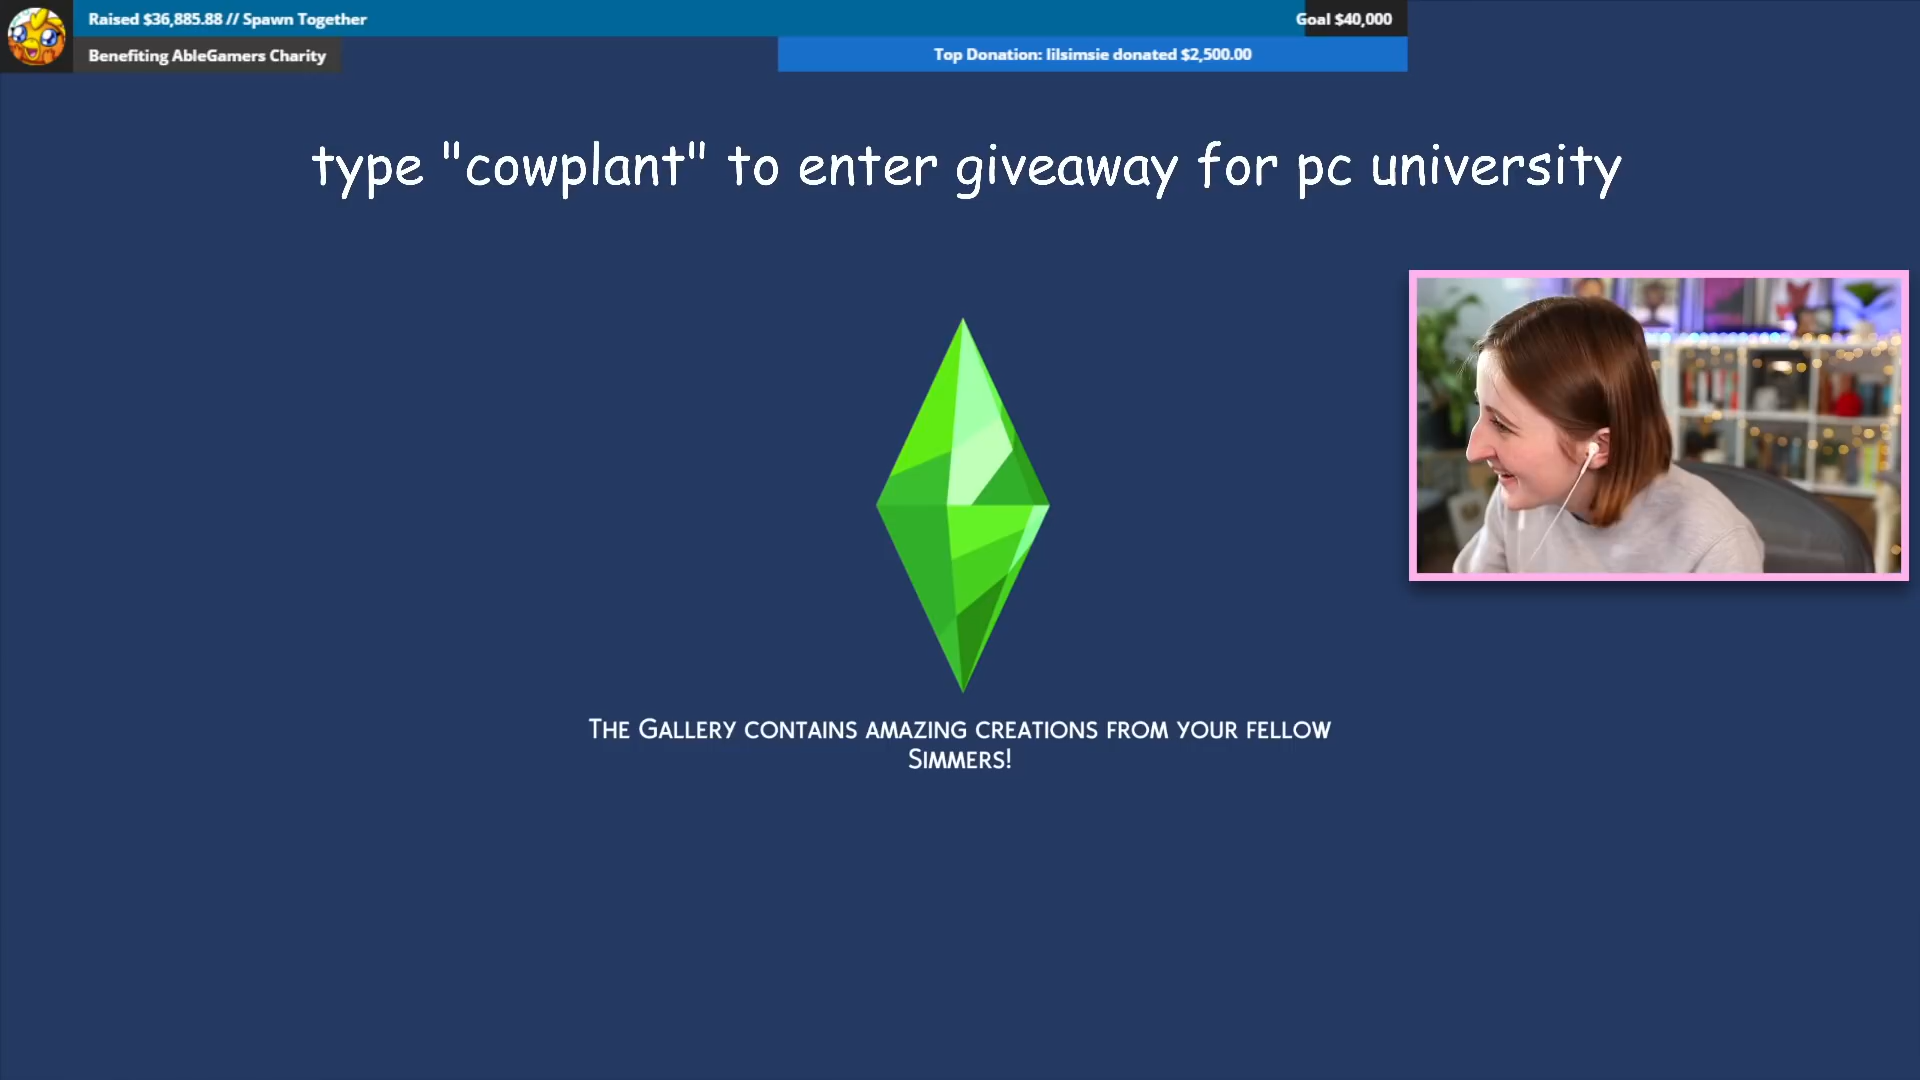 Raised $36,885.88 // Spawn Together
Goal $40,000
Benefiting AbleGamers Charity
Top Donation: lilsimsie donated $2,500.00
type "cowplant" to enter giveaway for pc university
THE GALLERY CONTAINS AMAZING CREATIONS FROM YOUR FELLOW
SIMMERS!